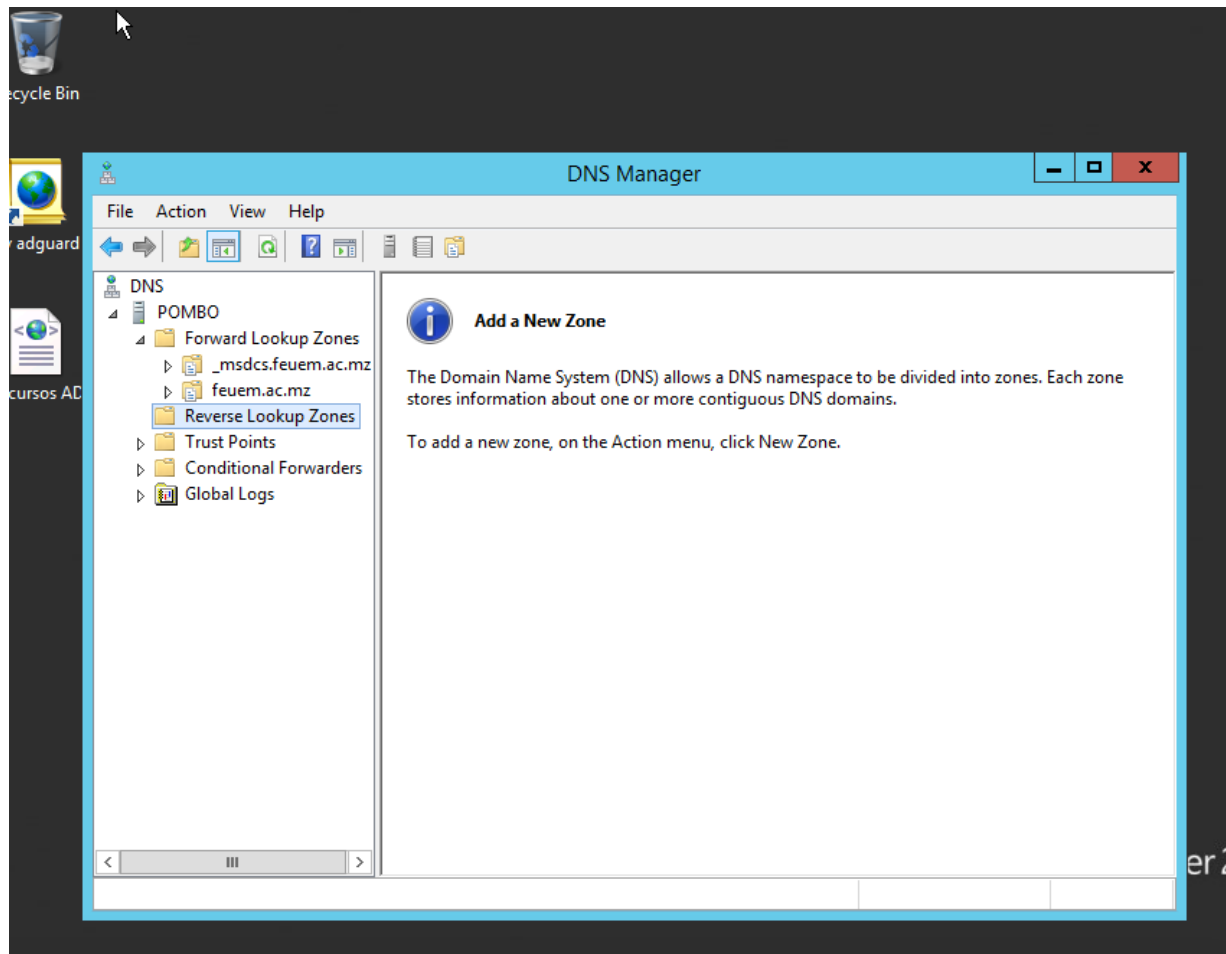 ecycle Bin
adguard
cursos AD
DNS Manager
File Action View Help
DNS
POMBO
Forward Lookup Zones
_msdcs.feuem.ac.mz
feuem.ac.mz
Reverse Lookup Zones
Trust Points
Conditional Forwarders
Global Logs
Add a New Zone
The Domain Name System (DNS) allows a DNS namespace to be divided into zones. Each zone
stores information about one or more contiguous DNS domains.
To add a new zone, on the Action menu, click New Zone.
er 2